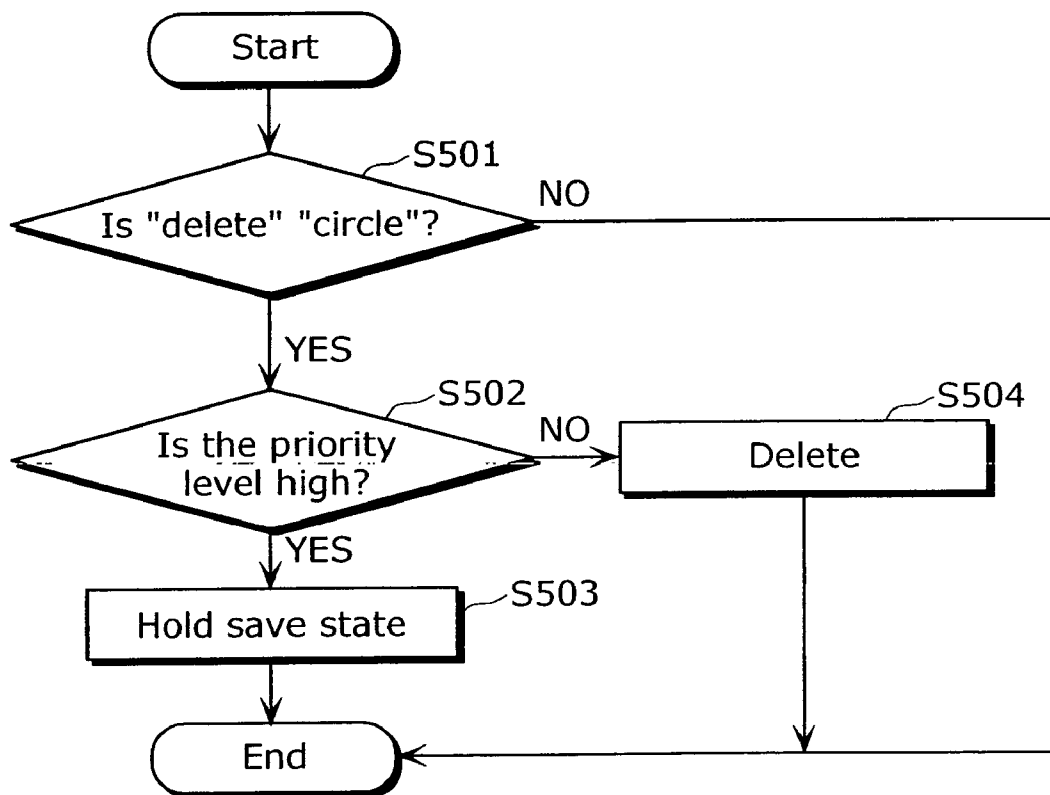 Start
S501
Is "delete" "circle"?
NO
YES
S502
Is the priority
level high?
NO
S504
Delete
YES
S503
Hold save state
End